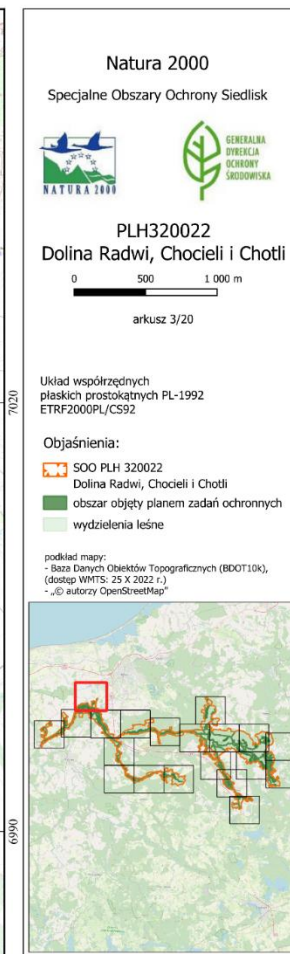 Natura 2000
Specjalne Obszary Ochrony Siedlisk
NATURA 2000
GENERALNA
DYREKCJA
OCHRONY
ŚRODOWISKA
PLH320022
Dolina Radwi, Chocieli i Chotli
0 500 1 000 m
arkusz 3/20
Układ współrzędnych
płaskich prostokątnych PL-1992
ETRF2000PL/CS92
7020
Objaśnienia:
SOO PLH 320022
Dolina Radwi, Chocieli i Chotli
obszar objęty planem zadań ochronnych
wydzielenia leśne
podkład mapy:
- Baza Danych Obiektów Topograficznych (BDOT10k),
(dostęp WMTS: 25 X 2022 r.)
- „© autorzy OpenStreetMap"
6990